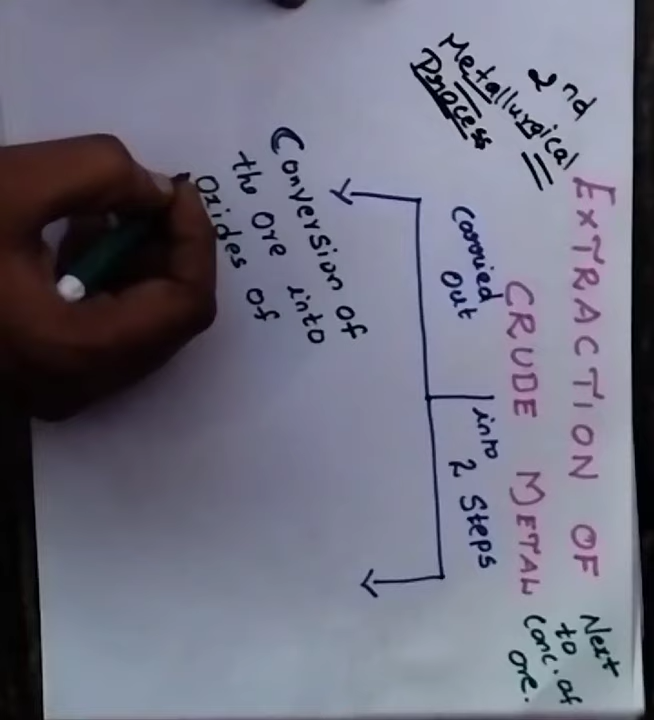 2nd
Metallurgical
Process
EXTRACTION OF
CRUDE METAL
Next
to
Conc. of
ore.
Carried
out
into
2 Steps
Conversion of
the ore into
Oxides of